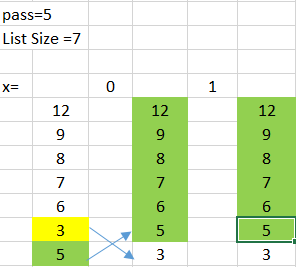 pass=5
List Size =7
x= 0 1
12 12 12
9 9 9
8 8 8
7 7 7
6 6 6
3 5 5
5 3 3